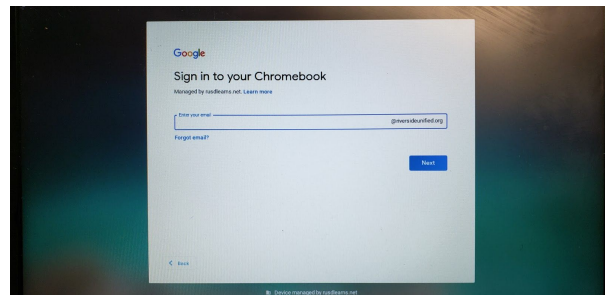 Google
Sign in to your Chromebook
Managed by rusdlearns.net. Learn more
Enter your email
@riversideunified.org
Forgot email?
Next
Back
Device managed by rusdlearns.net